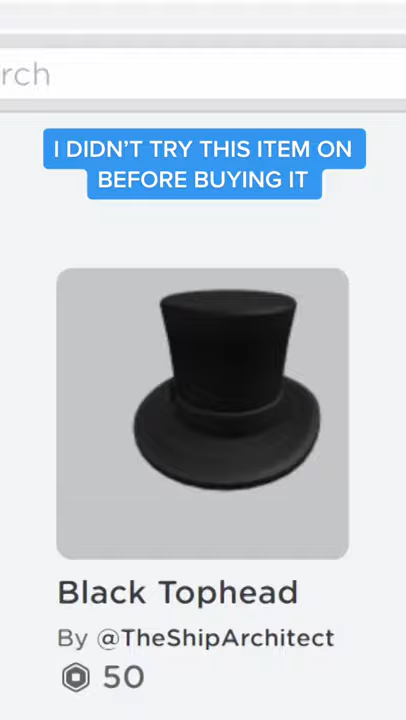 rch
I DIDN'T TRY THIS ITEM ON
BEFORE BUYING IT
Black Tophead
By @TheShipArchitect
50